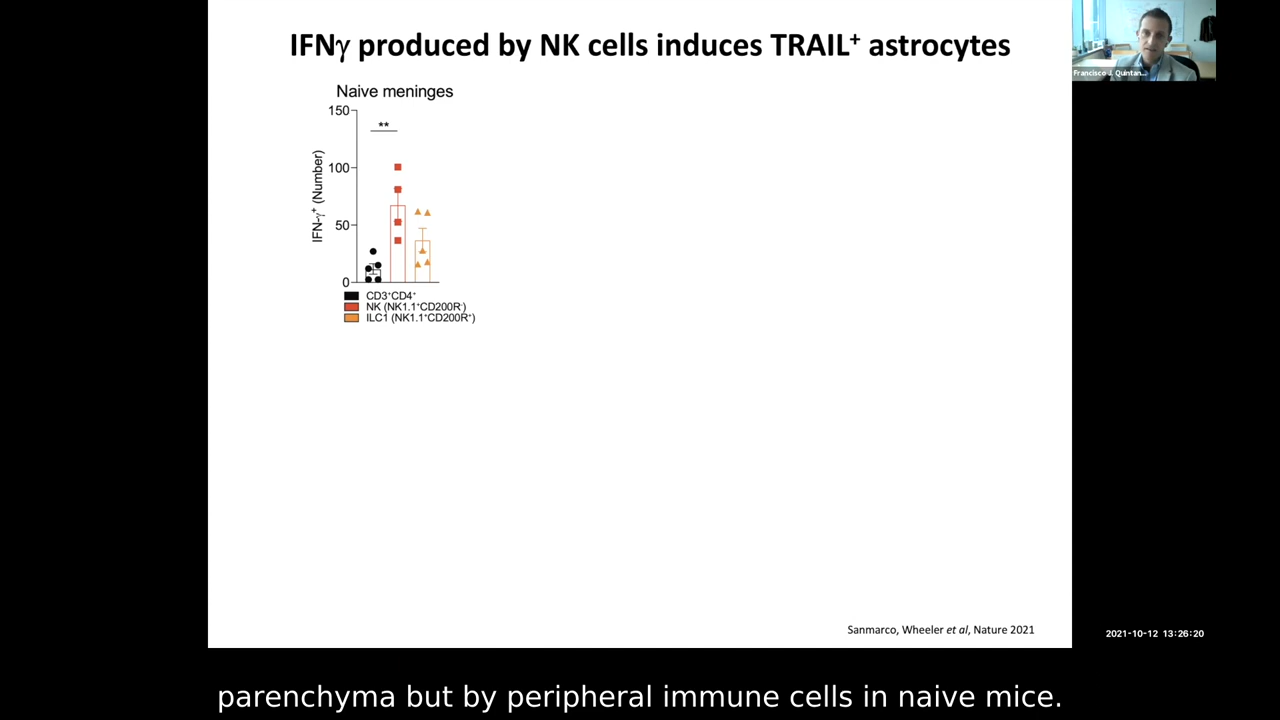 IFNγ produced by NK cells induces TRAIL⁺ astrocytes
Francisco J. Quintan...
Naive meninges
150
100
50
0
IFN-γ⁺ (Number)
**
CD3⁺CD4⁺
NK (NK1.1⁺CD200R⁻)
ILC1 (NK1.1⁺CD200R⁺)
Sanmarco, Wheeler et al, Nature 2021
2021-10-12 13:26:20
parenchyma but by peripheral immune cells in naive mice.